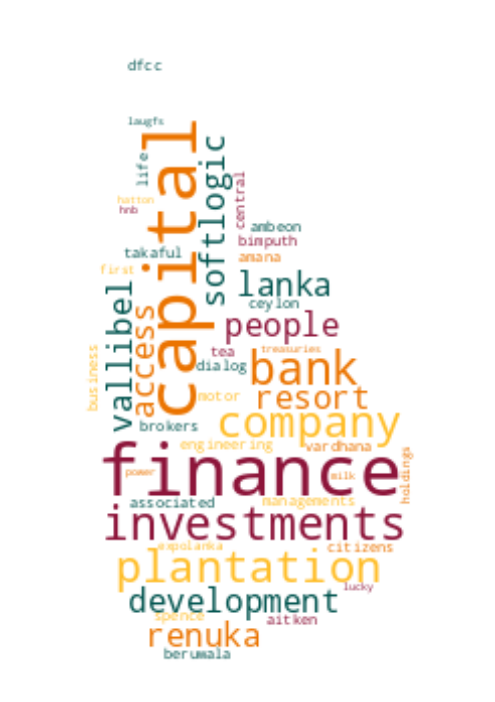 dfcc
laugfs
capital
softlogic
life
central
hatton
hnb
ambeon
bimputh
takaful
amana
first
lanka
vallibel
ceylon
access
people
business
tea
treasuries
dialog
bank
motor
resort
company
brokers
engineering
vardhana
finance
holdings
power
milk
associated
managements
investments
expolanka
citizens
plantation
lucky
development
spence
aitken
renuka
beruwala